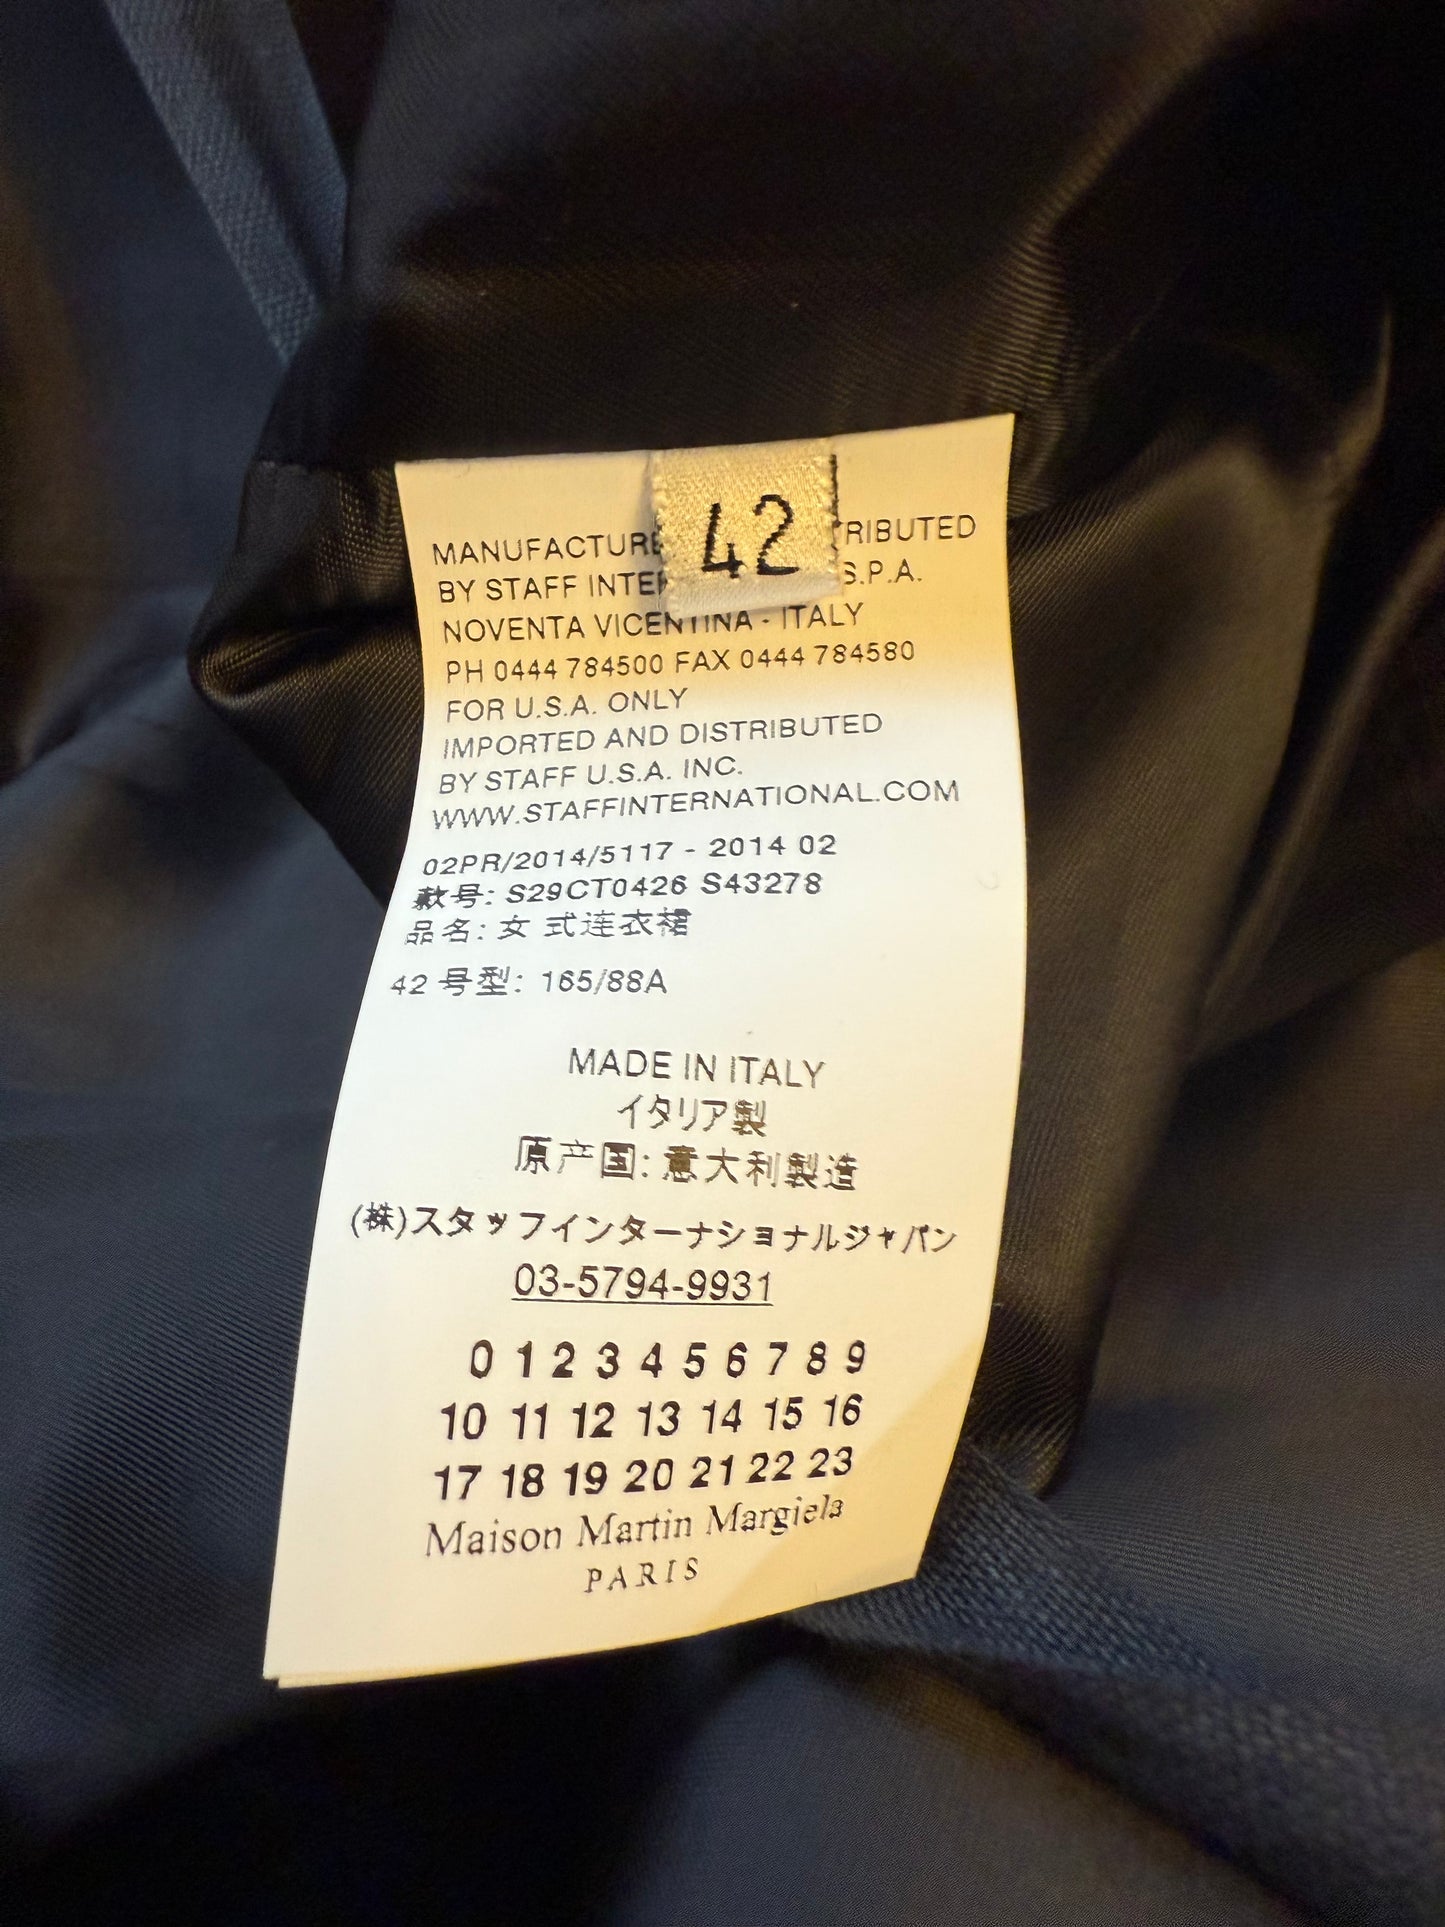 42
MANUFACTURE TRIBUTED
BY STAFF INTER S.P.A.
NOVENTA VICENTINA - ITALY
PH 0444 784500 FAX 0444 784580
FOR U.S.A. ONLY
IMPORTED AND DISTRIBUTED
BY STAFF U.S.A. INC.
WWW.STAFFINTERNATIONAL.COM
02PR/2014/5117 - 2014 02
款号: S29CT0426 S43278
品名: 女 式连衣裙
42 号型: 165/88A
MADE IN ITALY
イタリア製
原产国: 意大利製造
(株)スタッフインターナショナルジャパン
03-5794-9931
0 1 2 3 4 5 6 7 8 9
10 11 12 13 14 15 16
17 18 19 20 21 22 23
Maison Martin Margiela
PARIS